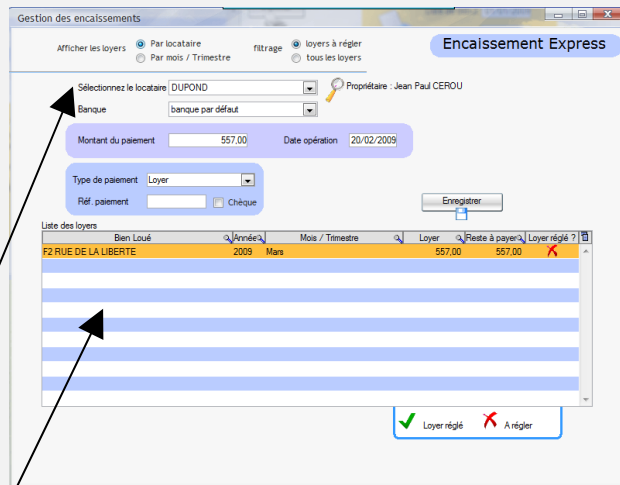 Gestion des encaissements
Afficher les loyers
Par locataire
Par mois / Trimestre
filtrage
loyers à régler
tous les loyers
Encaissement Express
Sélectionnez le locataire DUPOND
Propriétaire : Jean Paul CEROU
Banque banque par défaut
Montant du paiement 557,00 Date opération 20/02/2009
Type de paiement Loyer
Réf. paiement Chèque
Enregistrer
Liste des loyers
Bien Loué Année Mois / Trimestre Loyer Reste à payer Loyer réglé ?
F2 RUE DE LA LIBERTE 2009 Mars 557,00 557,00
Loyer réglé A régler